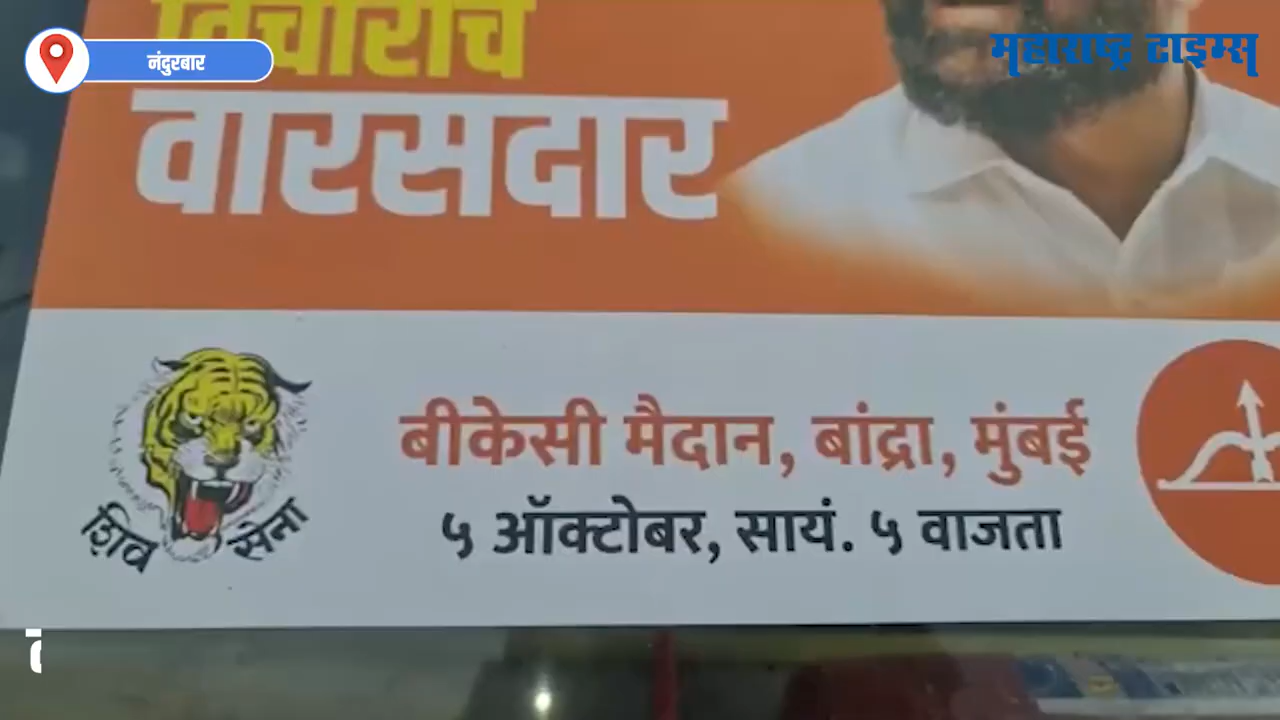 नंदुरबार
महाराष्ट्र टाइम्स
विचारांचे
वारसदार
शिव सेना
बीकेसी मैदान, बांद्रा, मुंबई
५ ऑक्टोबर, सायं. ५ वाजता